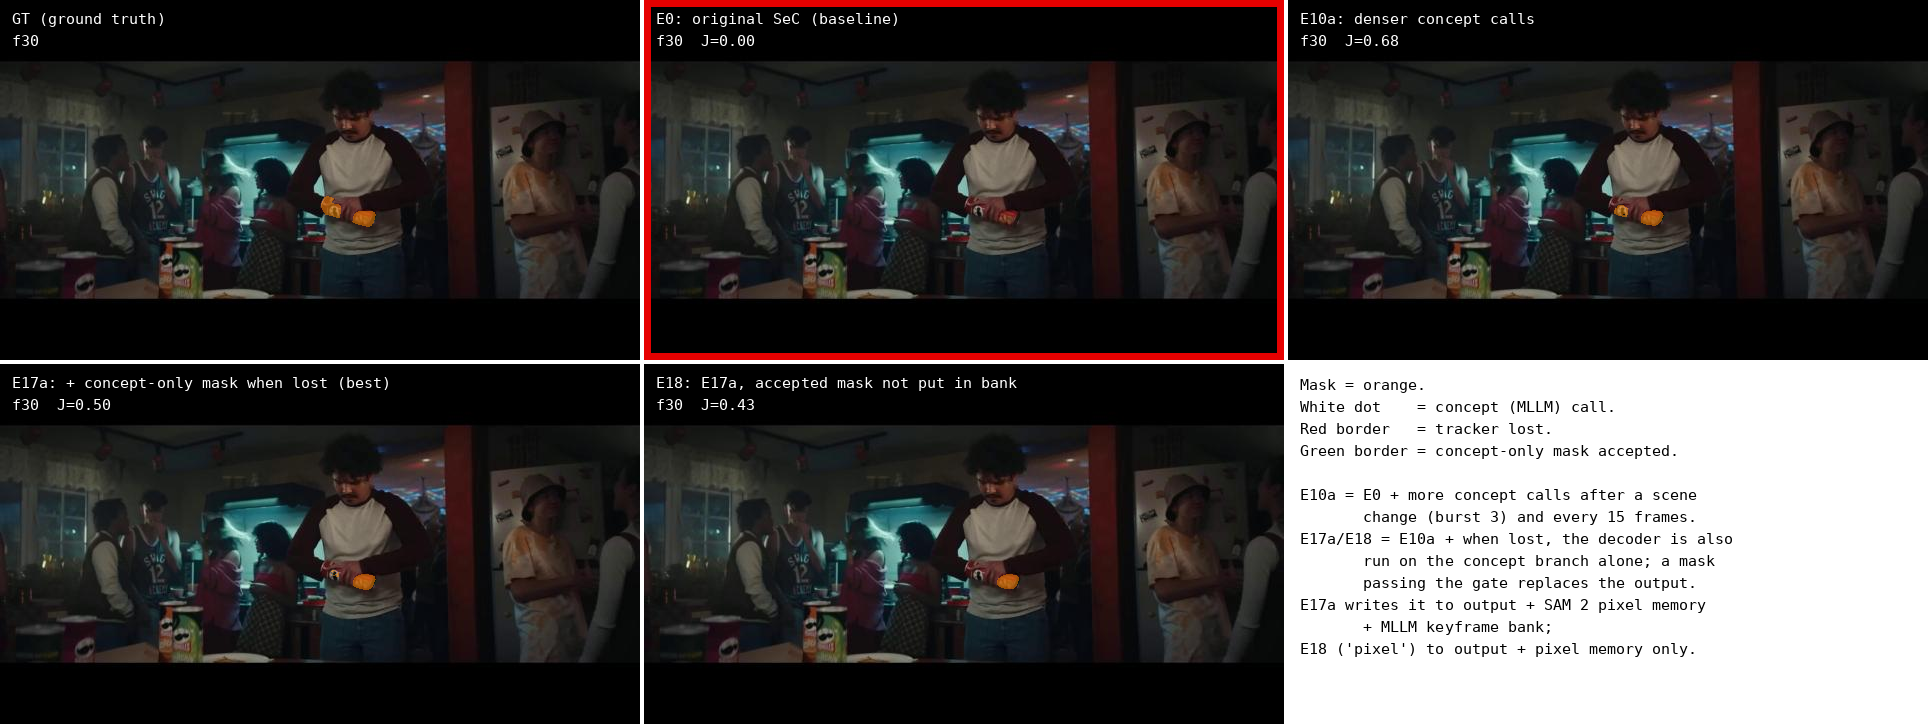 GT (ground truth)
f30
E0: original SeC (baseline)
f30  J=0.00
E10a: denser concept calls
f30  J=0.68
E17a: + concept-only mask when lost (best)
f30  J=0.50
E18: E17a, accepted mask not put in bank
f30  J=0.43
Mask = orange.
White dot    = concept (MLLM) call.
Red border   = tracker lost.
Green border = concept-only mask accepted.
E10a = E0 + more concept calls after a scene
change (burst 3) and every 15 frames.
E17a/E18 = E10a + when lost, the decoder is also
run on the concept branch alone; a mask
passing the gate replaces the output.
E17a writes it to output + SAM 2 pixel memory
+ MLLM keyframe bank;
E18 ('pixel') to output + pixel memory only.